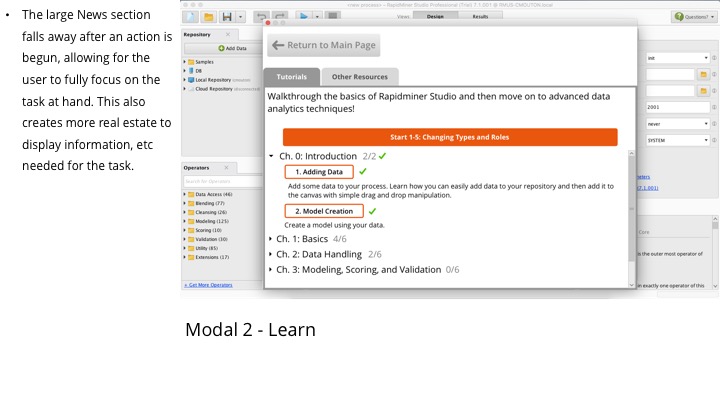 • The large News section
falls away after an action is
begun, allowing for the
user to fully focus on the
task at hand. This also
creates more real estate to
display information, etc
needed for the task.
<new process> – RapidMiner Studio Professional (Trial) 7.1.001 @ RMUS-CMOUTON.local
Views
Design
Results
Questions?
Repository
Add Data
Samples
DB
Local Repository
Cloud Repository (disconnected)
Operators
Search for Operators
Data Access (46)
Blending (77)
Cleansing (26)
Modeling (125)
Scoring (10)
Validation (30)
Utility (85)
Extensions (17)
Get More Operators
Return to Main Page
Tutorials
Other Resources
Walkthrough the basics of Rapidminer Studio and then move on to advanced data
analytics techniques!
Start 1-5: Changing Types and Roles
Ch. 0: Introduction 2/2
1. Adding Data
Add some data to your process. Learn how you can easily add data to your repository and then add it to
the canvas with simple drag and drop manipulation.
2. Model Creation
Create a model using your data.
Ch. 1: Basics 4/6
Ch. 2: Data Handling 2/6
Ch. 3: Modeling, Scoring, and Validation 0/6
init
2001
never
SYSTEM
(7.1.001)
Core
is the outer most operator of
in exactly one operator of this
Modal 2 - Learn